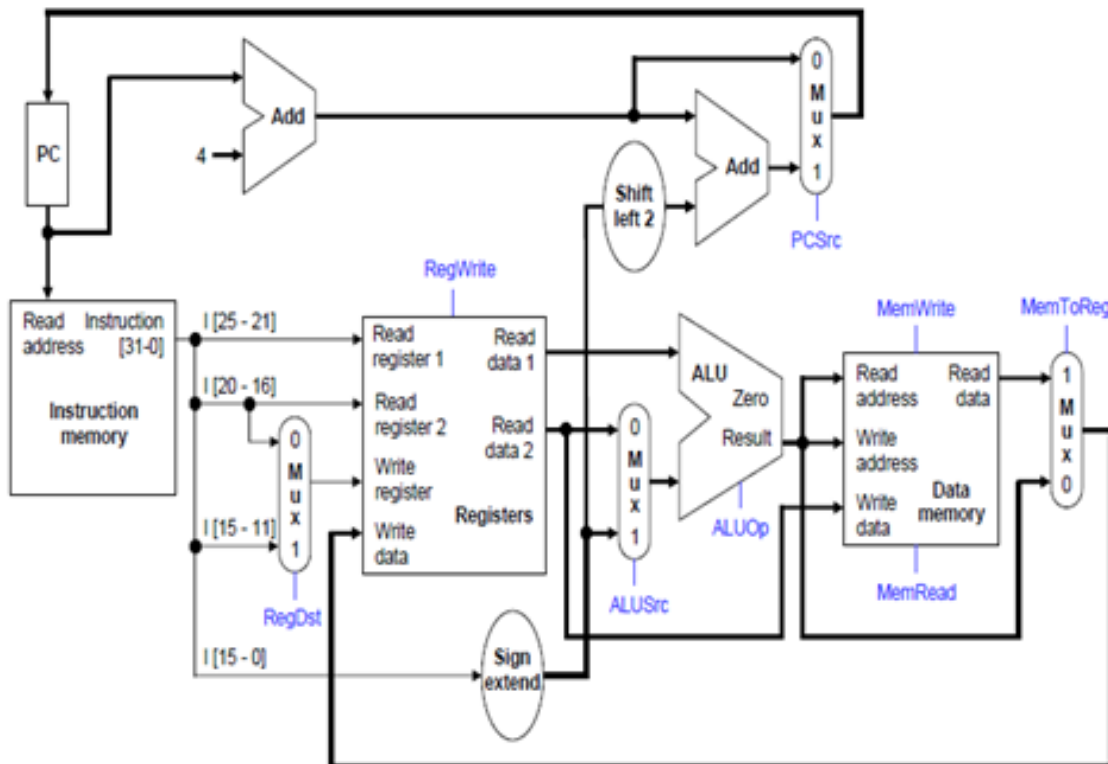 0
M
u
x
1
Add
PC
4
Add
Shift
left 2
PCSrc
RegWrite
MemWrite
MemToReg
Read
address
Instruction
[31-0]
Instruction
memory
I [25 - 21]
I [20 - 16]
I [15 - 11]
I [15 - 0]
0
M
u
x
1
RegDst
Read
register 1
Read
register 2
Write
register
Write
data
Read
data 1
Read
data 2
Registers
Sign
extend
0
M
u
x
1
ALUSrc
ALU
Zero
Result
ALUOp
Read
address
Write
address
Write
data
Read
data
Data
memory
MemRead
1
M
u
x
0